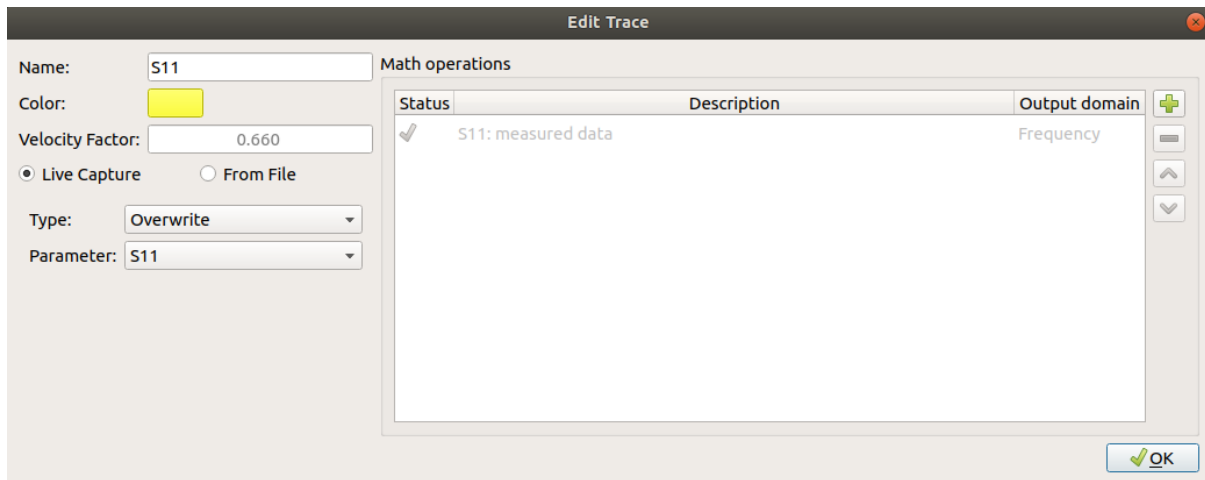 Edit Trace
Name: S11
Color:
Velocity Factor: 0.660
Live Capture From File
Type: Overwrite
Parameter: S11
Math operations
Status Description Output domain
S11: measured data Frequency
OK